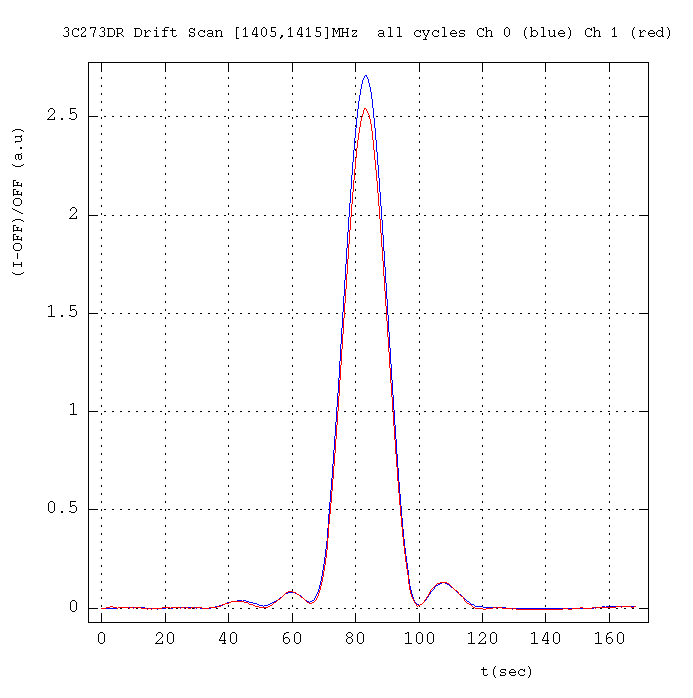 3C273DR Drift Scan [1405,1415]MHz  all cycles Ch 0 (blue) Ch 1 (red)
(I-OFF)/OFF (a.u)
2.5
2
1.5
1
0.5
0
0 20 40 60 80 100 120 140 160
t(sec)